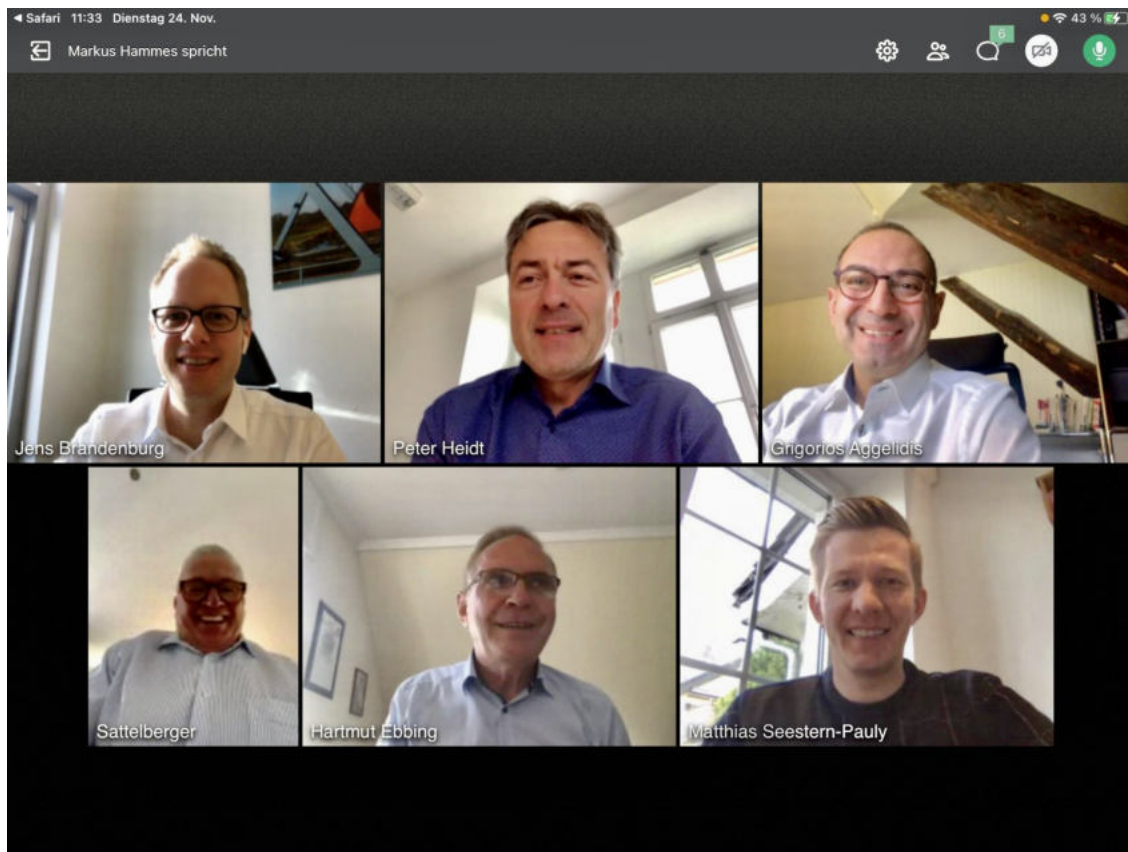 Safari 11:33 Dienstag 24. Nov.
43 %
Markus Hammes spricht
6
Jens Brandenburg
Peter Heidt
Grigorios Aggelidis
Sattelberger
Hartmut Ebbing
Matthias Seestern-Pauly